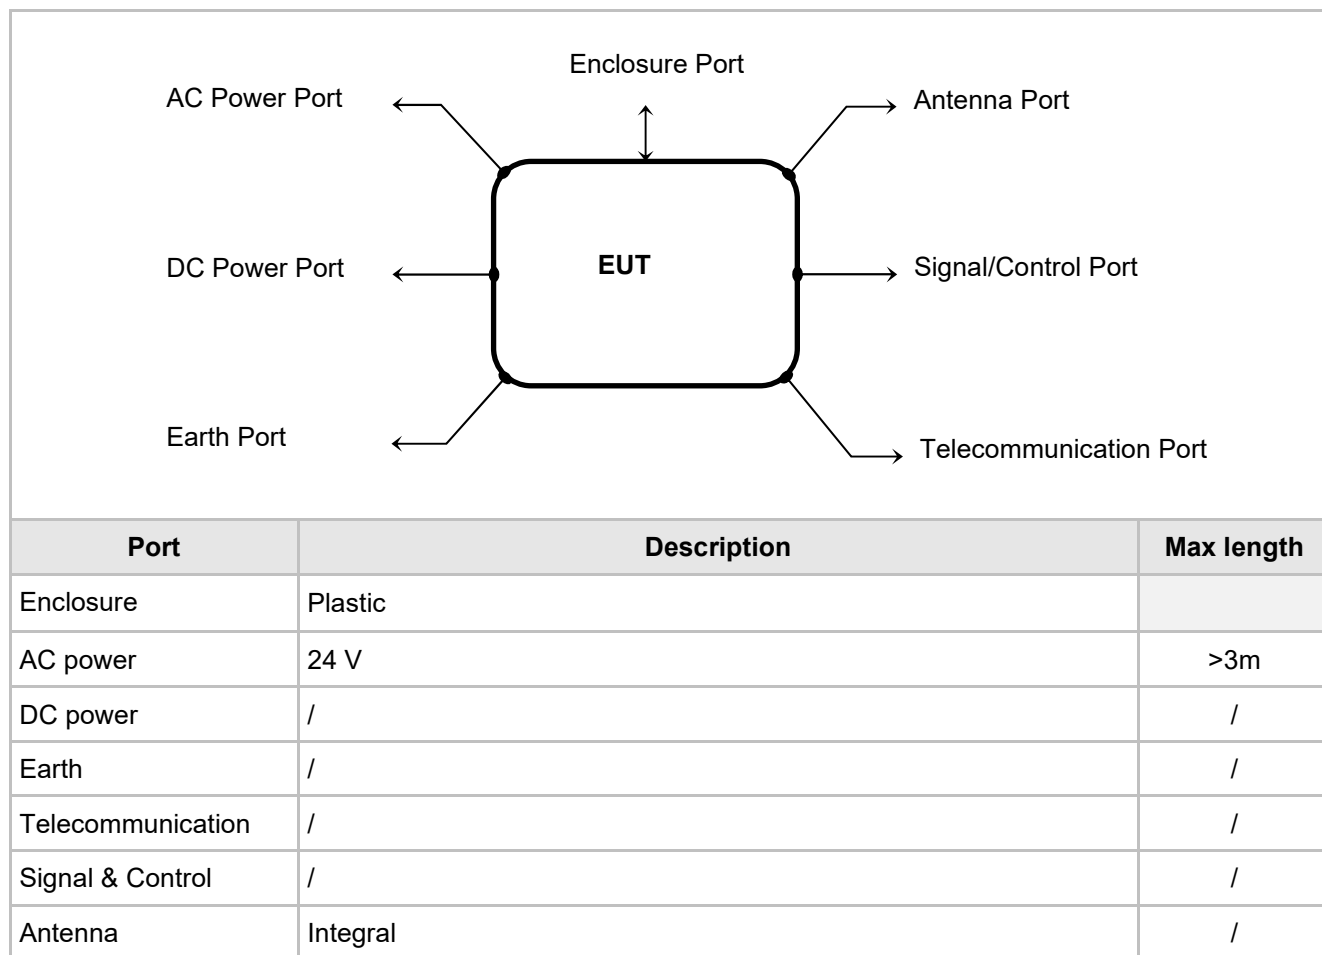 Enclosure Port
AC Power Port
Antenna Port
DC Power Port
EUT
Signal/Control Port
Earth Port
Telecommunication Port
Port Description Max length
Enclosure Plastic
AC power 24 V >3m
DC power / /
Earth / /
Telecommunication / /
Signal & Control / /
Antenna Integral /